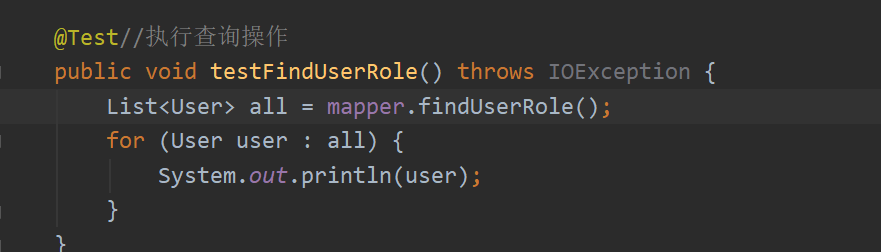 @Test//执行查询操作
public void testFindUserRole() throws IOException {
List<User> all = mapper.findUserRole();
for (User user : all) {
System.out.println(user);
}
}